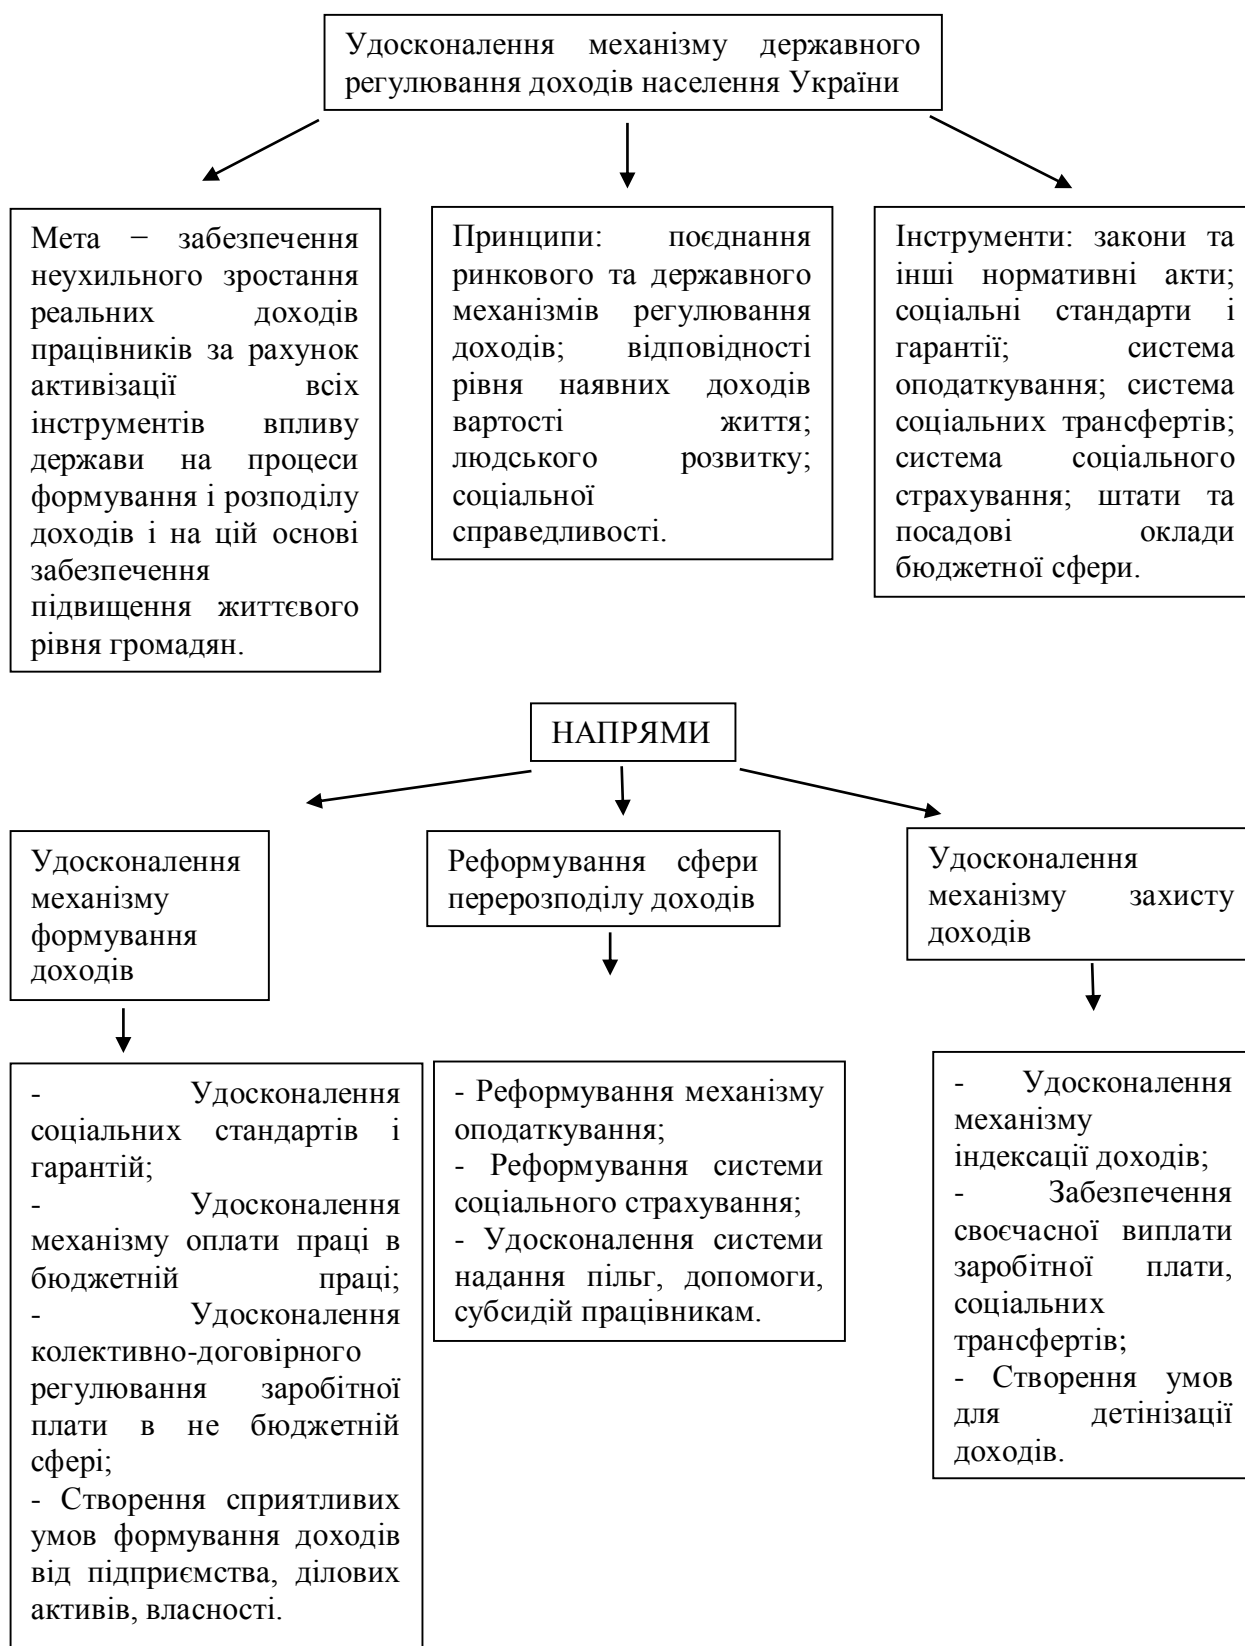 Удосконалення механізму державного
регулювання доходів населення України
Мета − забезпечення
неухильного зростання
реальних доходів
працівників за рахунок
активізації всіх
інструментів впливу
держави на процеси
формування і розподілу
доходів і на цій основі
забезпечення
підвищення життєвого
рівня громадян.
Принципи: поєднання
ринкового та державного
механізмів регулювання
доходів; відповідності
рівня наявних доходів
вартості життя;
людського розвитку;
соціальної
справедливості.
Інструменти: закони та
інші нормативні акти;
соціальні стандарти і
гарантії; система
оподаткування; система
соціальних трансфертів;
система соціального
страхування; штати та
посадові оклади
бюджетної сфери.
НАПРЯМИ
Удосконалення
механізму
формування
доходів
Реформування сфери
перерозподілу доходів
Удосконалення
механізму захисту
доходів
- Удосконалення
соціальних стандартів і
гарантій;
- Удосконалення
механізму оплати праці в
бюджетній праці;
- Удосконалення
колективно-договірного
регулювання заробітної
плати в не бюджетній
сфері;
- Створення сприятливих
умов формування доходів
від підприємства, ділових
активів, власності.
- Реформування механізму
оподаткування;
- Реформування системи
соціального страхування;
- Удосконалення системи
надання пільг, допомоги,
субсидій працівникам.
- Удосконалення
механізму
індексації доходів;
- Забезпечення
своєчасної виплати
заробітної плати,
соціальних
трансфертів;
- Створення умов
для детінізації
доходів.